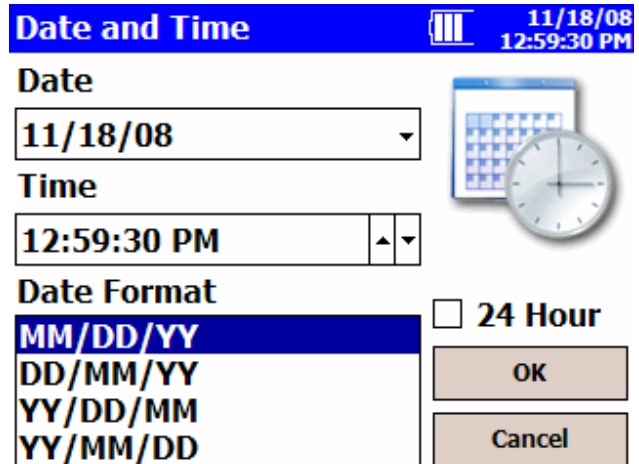 Date and Time
11/18/08
12:59:30 PM
Date
11/18/08
Time
12:59:30 PM
Date Format
MM/DD/YY
DD/MM/YY
YY/DD/MM
YY/MM/DD
24 Hour
OK
Cancel